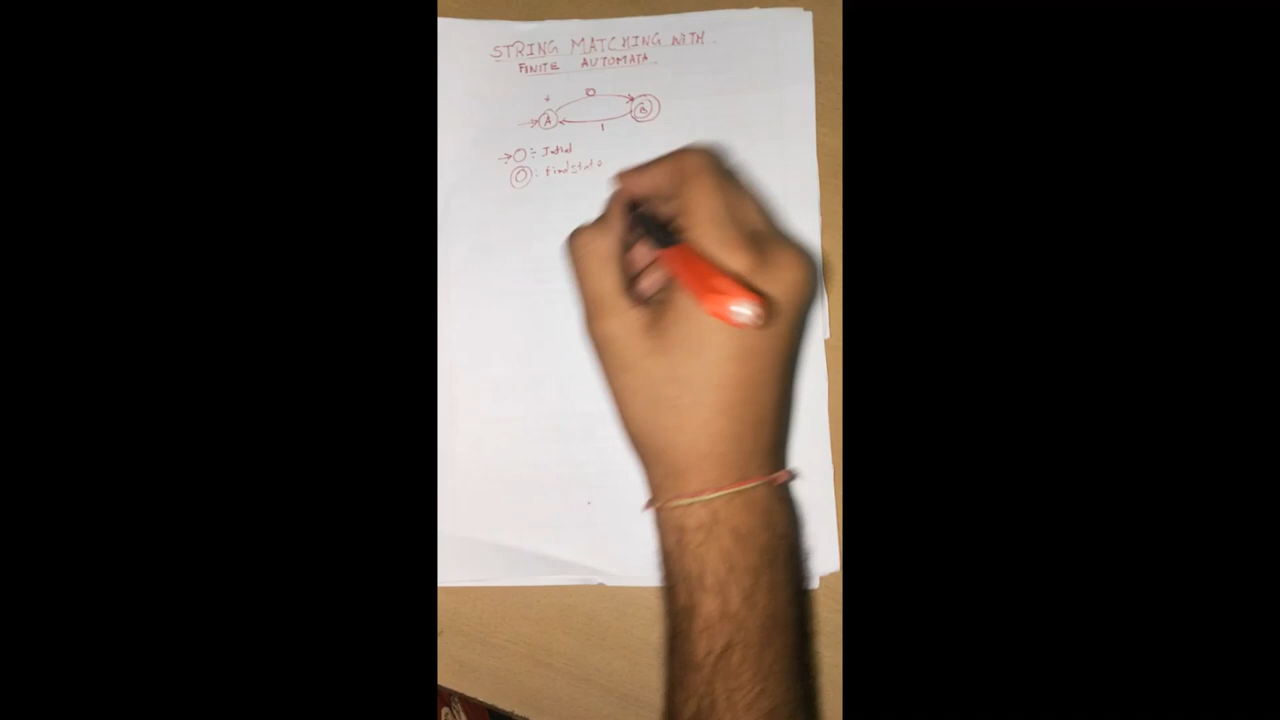 STRING MATCHING WITH
FINITE AUTOMATA.
0
A B
1
: Initial
: Final State